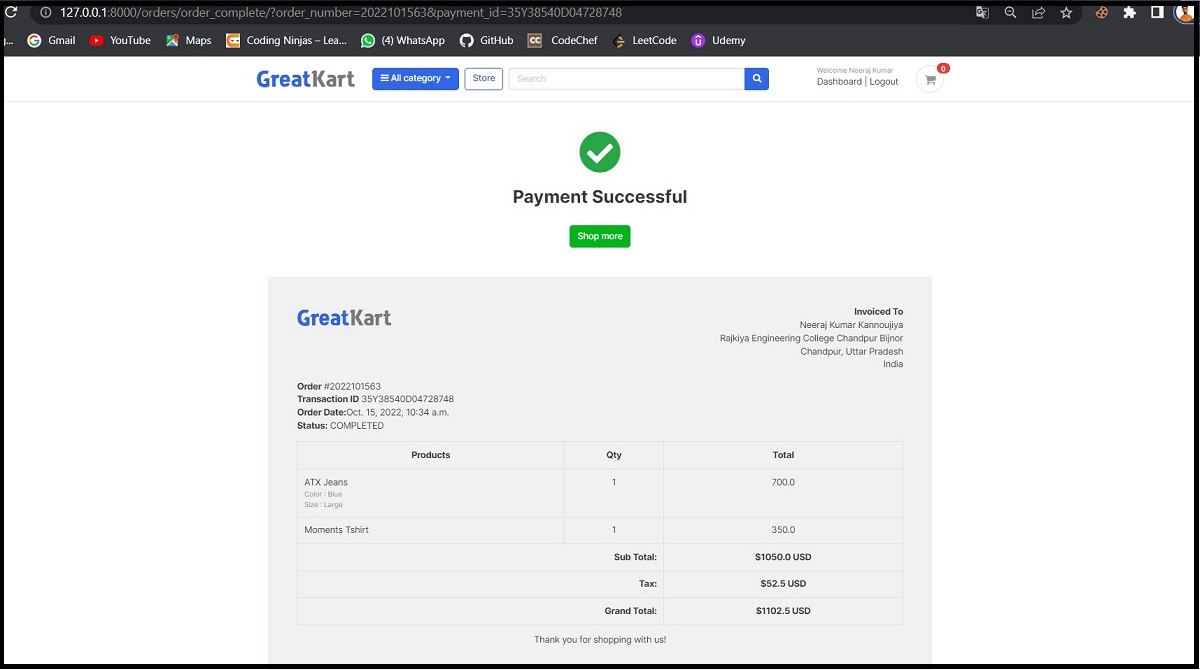 127.0.0.1:8000/orders/order_complete/?order_number=2022101563&payment_id=35Y38540D04728748
Gmail YouTube Maps Coding Ninjas – Lea... (4) WhatsApp GitHub CC CodeChef LeetCode Udemy
GreatKart All category Store Search Welcome Neeraj Kumar 0
Dashboard | Logout
Payment Successful
Shop more
GreatKart
Invoiced To
Neeraj Kumar Kannoujiya
Rajkiya Engineering College Chandpur Bijnor
Chandpur, Uttar Pradesh
India
Order #2022101563
Transaction ID 35Y38540D04728748
Order Date:Oct. 15, 2022, 10:34 a.m.
Status: COMPLETED
Products Qty Total
ATX Jeans 1 700.0
Color : Blue
Size : Large
Moments Tshirt 1 350.0
Sub Total: $1050.0 USD
Tax: $52.5 USD
Grand Total: $1102.5 USD
Thank you for shopping with us!